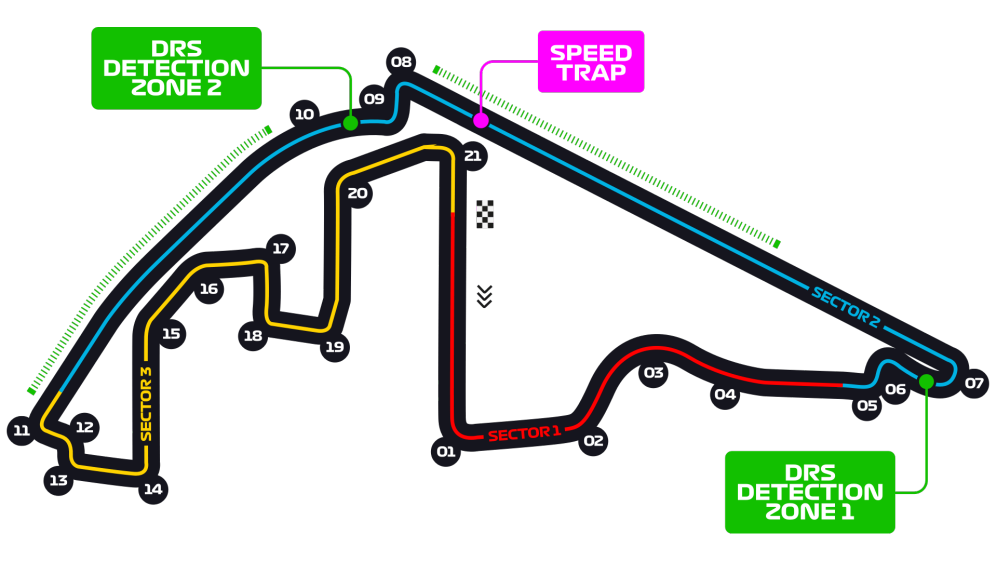 DRS
DETECTION
ZONE 2
SPEED
TRAP
08
09
10
21
20
17
16
15
18
19
SECTOR 2
03
04
05
06
07
11
12
13
14
SECTOR 3
01
SECTOR 1
02
DRS
DETECTION
ZONE 1